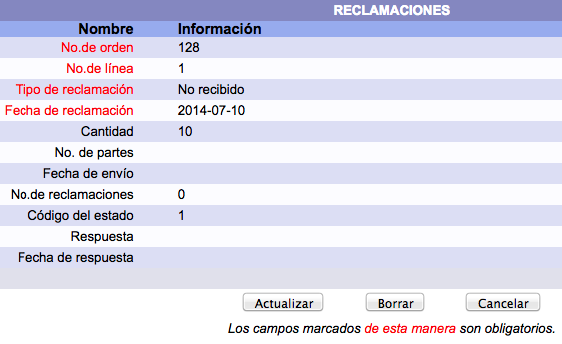 RECLAMACIONES
Nombre Información
No.de orden 128
No.de línea 1
Tipo de reclamación No recibido
Fecha de reclamación 2014-07-10
Cantidad 10
No. de partes
Fecha de envío
No.de reclamaciones 0
Código del estado 1
Respuesta
Fecha de respuesta
Actualizar Borrar Cancelar
Los campos marcados de esta manera son obligatorios.